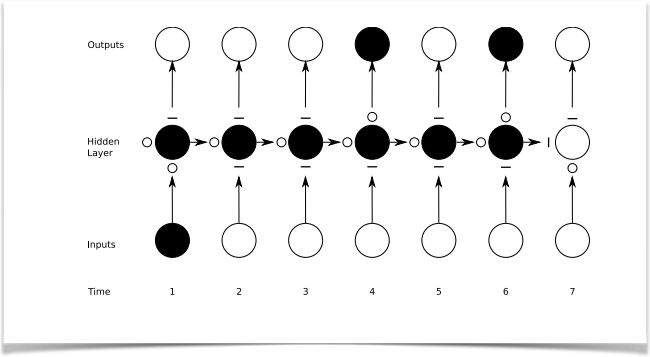 Outputs
Hidden
Layer
Inputs
Time 1 2 3 4 5 6 7